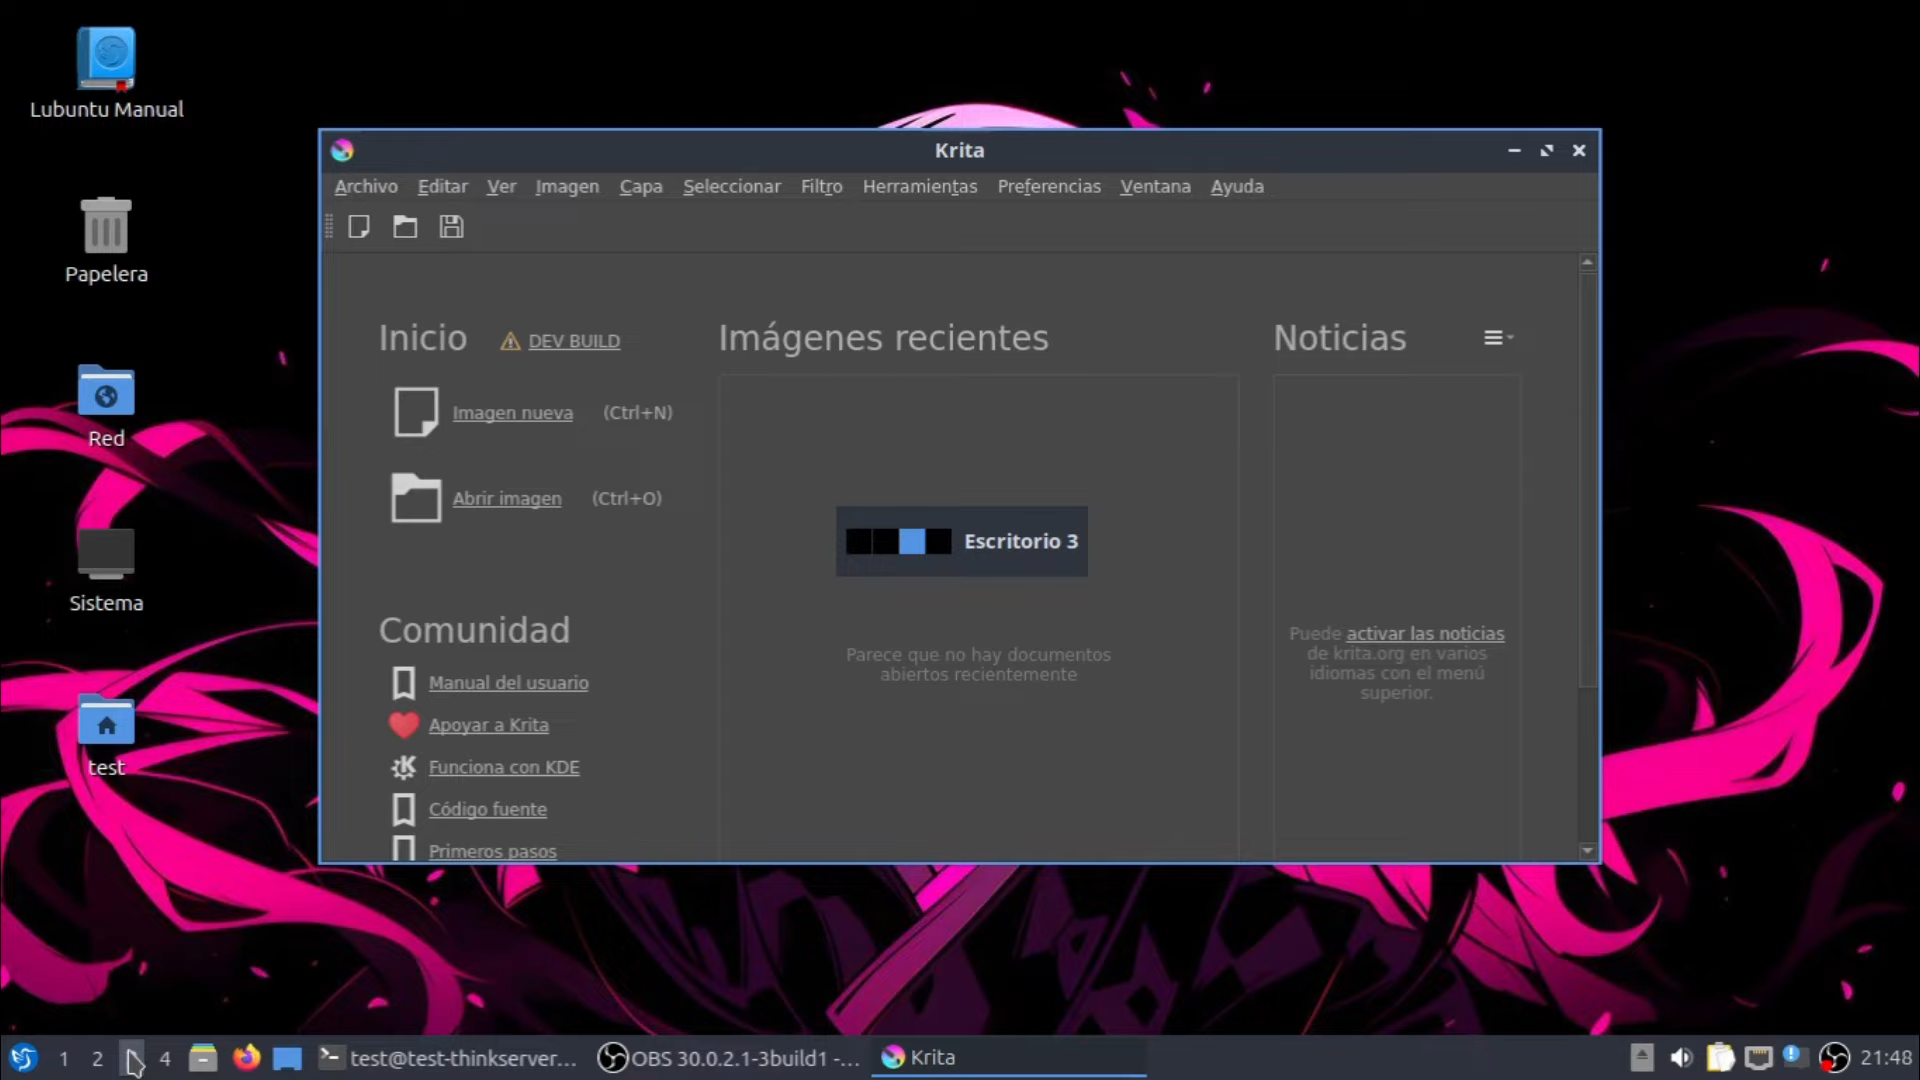 Lubuntu Manual
Papelera
Red
Sistema
test
Krita
Archivo Editar Ver Imagen Capa Seleccionar Filtro Herramientas Preferencias Ventana Ayuda
Inicio DEV BUILD
Imagen nueva (Ctrl+N)
Abrir imagen (Ctrl+O)
Comunidad
Manual del usuario
Apoyar a Krita
Funciona con KDE
Código fuente
Primeros pasos
Imágenes recientes
Escritorio 3
Parece que no hay documentos
abiertos recientemente
Noticias
Puede activar las noticias
de krita.org en varios
idiomas con el menú
superior.
1 2 4 test@test-thinkserver... OBS 30.0.2.1-3build1 -... Krita 21:48